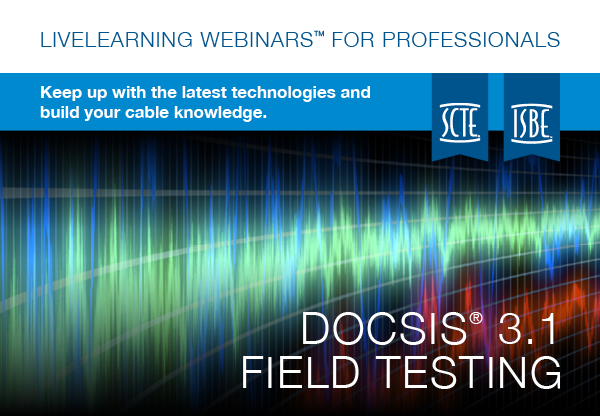 LIVELEARNING WEBINARS™ FOR PROFESSIONALS
Keep up with the latest technologies and
build your cable knowledge.
SCTE
ISBE
DOCSIS® 3.1
FIELD TESTING